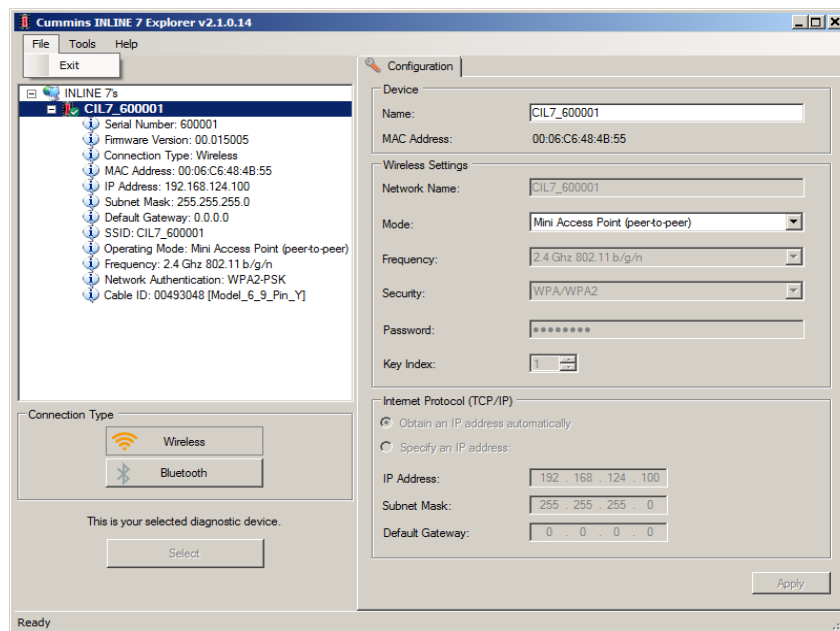 Cummins INLINE 7 Explorer v2.1.0.14
File Tools Help
Exit
INLINE 7's
CIL7_600001
Serial Number: 600001
Firmware Version: 00.015005
Connection Type: Wireless
MAC Address: 00:06:C6:48:4B:55
IP Address: 192.168.124.100
Subnet Mask: 255.255.255.0
Default Gateway: 0.0.0.0
SSID: CIL7_600001
Operating Mode: Mini Access Point (peer-to-peer)
Frequency: 2.4 Ghz 802.11 b/g/n
Network Authentication: WPA2-PSK
Cable ID: 00493048 [Model_6_9_Pin_Y]
Connection Type
Wireless
Bluetooth
This is your selected diagnostic device.
Select
Configuration
Device
Name: CIL7_600001
MAC Address: 00:06:C6:48:4B:55
Wireless Settings
Network Name: CIL7_600001
Mode: Mini Access Point (peer-to-peer)
Frequency: 2.4 Ghz 802.11 b/g/n
Security: WPA/WPA2
Password: ●●●●●●●●
Key Index: 1
Internet Protocol (TCP/IP)
Obtain an IP address automatically
Specify an IP address:
IP Address: 192 . 168 . 124 . 100
Subnet Mask: 255 . 255 . 255 . 0
Default Gateway: 0 . 0 . 0 . 0
Apply
Ready